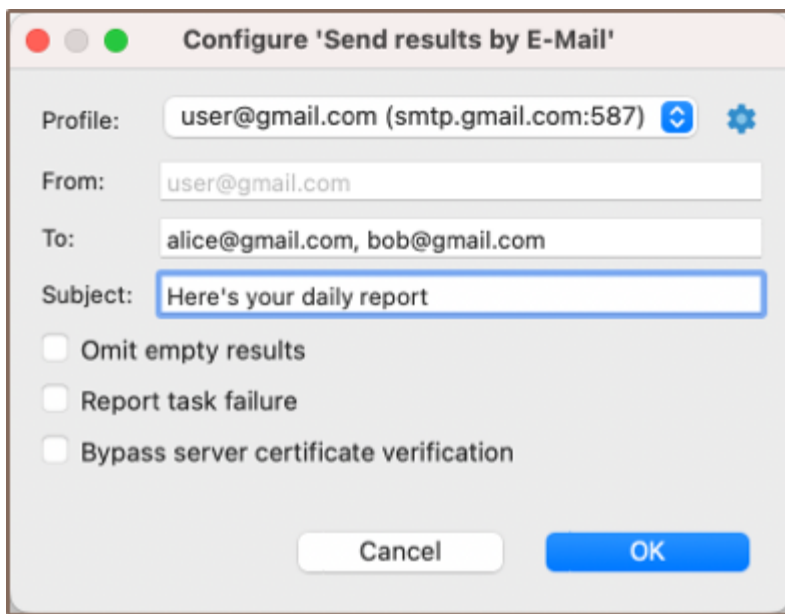 Configure 'Send results by E-Mail'
Profile: user@gmail.com (smtp.gmail.com:587)
From: user@gmail.com
To: alice@gmail.com, bob@gmail.com
Subject: Here's your daily report
Omit empty results
Report task failure
Bypass server certificate verification
Cancel OK